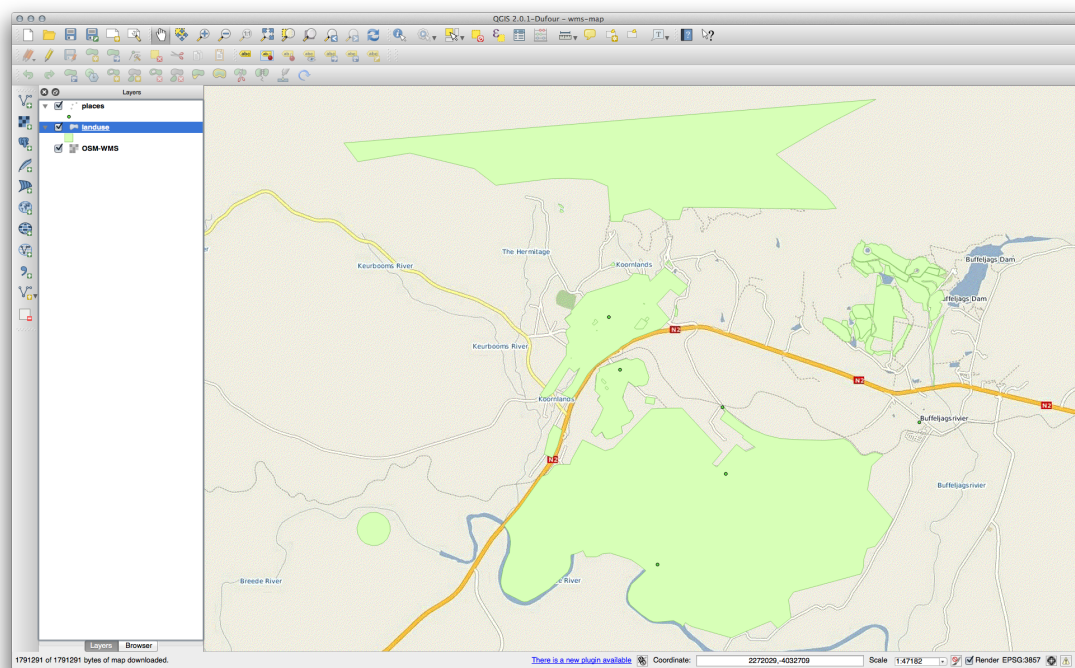 QGIS 2.0.1-Dufour - wms-map
Layers
places
landuse
OSM-WMS
The Hermitage
Keurbooms River
Koornlands
Buffeljags Dam
Buffeljags Dam
N2
Keurbooms River
N2
Koornlands
N2
Buffeljagsrivier
N2
Buffeljagsrivier
Breede River
e River
Layers Browser
1791291 of 1791291 bytes of map downloaded. There is a new plugin available Coordinate: 2272029,-4032709 Scale 1:47182 Render EPSG:3857